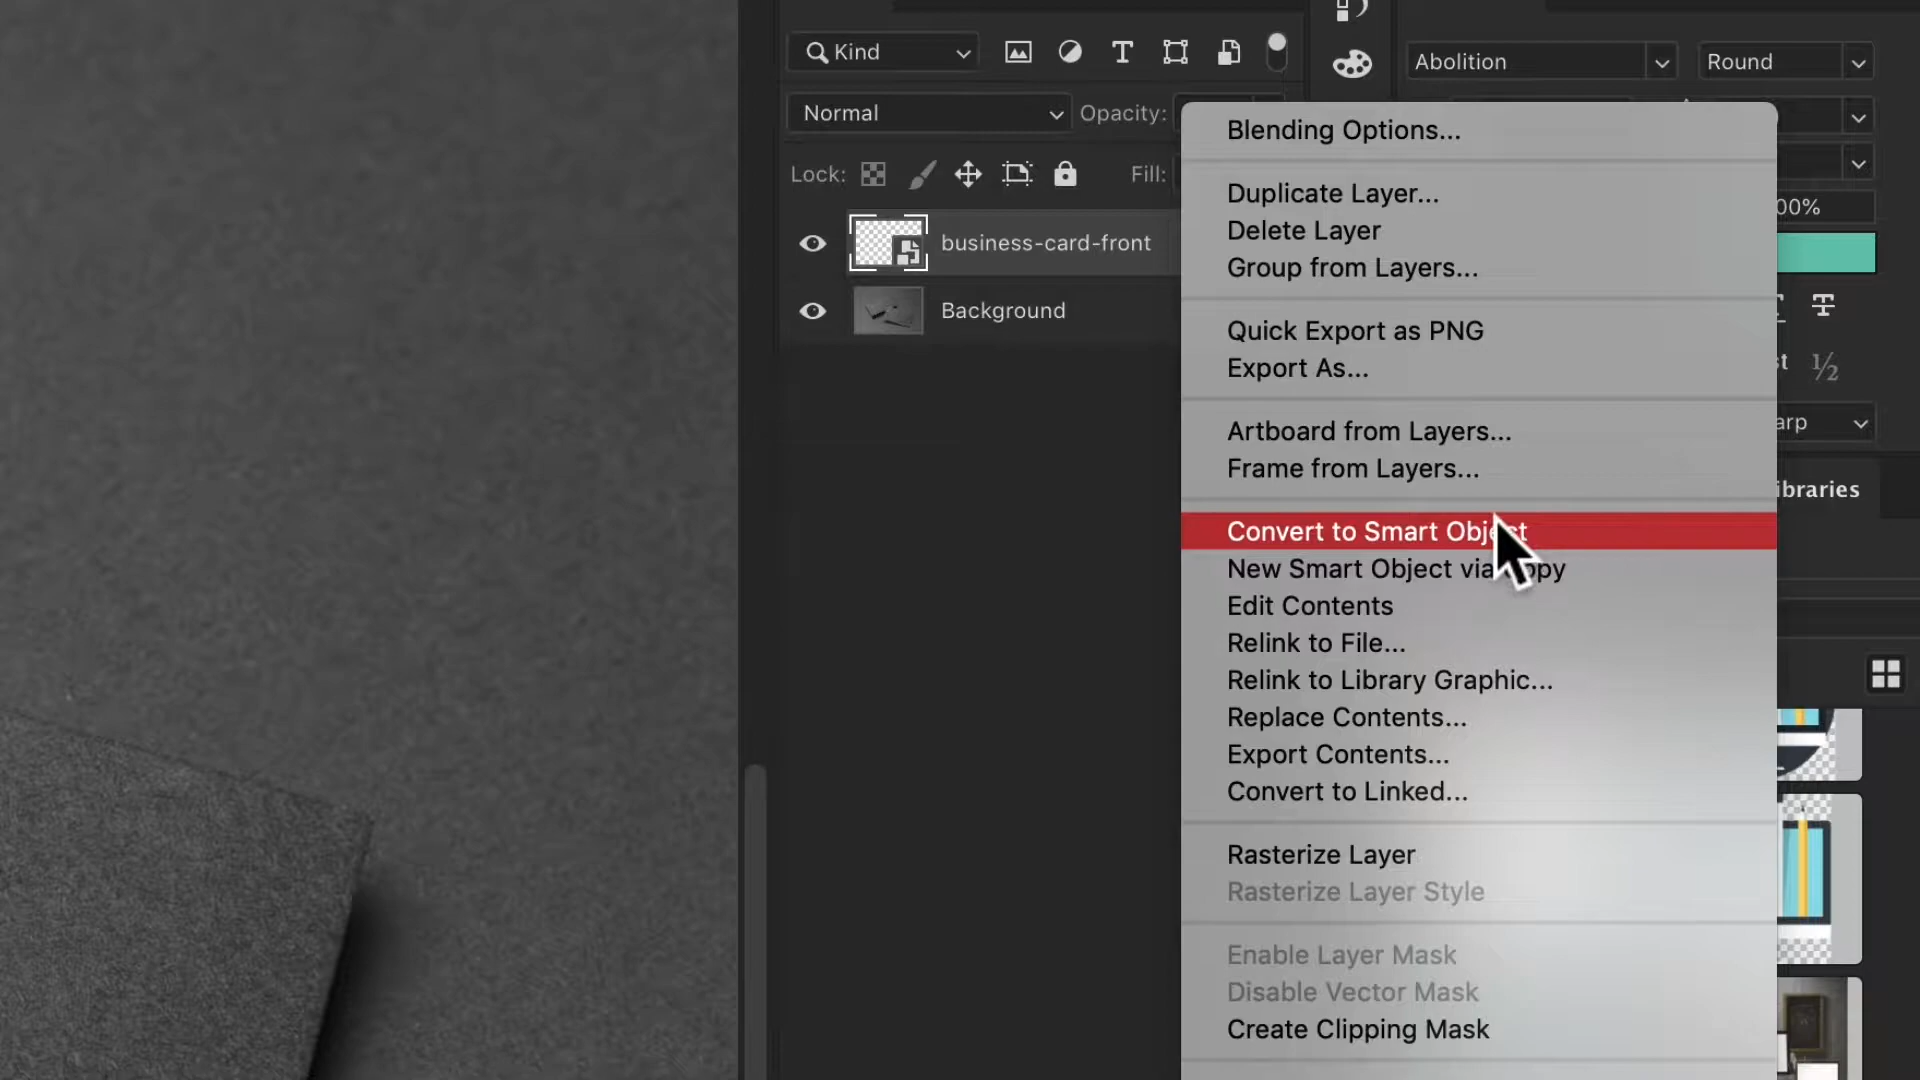 Kind
Abolition
Round
Normal
Opacity:
Lock:
Fill:
business-card-front
Background
Blending Options...
Duplicate Layer...
Delete Layer
Group from Layers...
Quick Export as PNG
Export As...
Artboard from Layers...
Frame from Layers...
Convert to Smart Object
New Smart Object via
Edit Contents
Relink to File...
Relink to Library Graphic...
Replace Contents...
Export Contents...
Convert to Linked...
Rasterize Layer
Rasterize Layer Style
Enable Layer Mask
Disable Vector Mask
Create Clipping Mask
00%
½
arp
ibraries